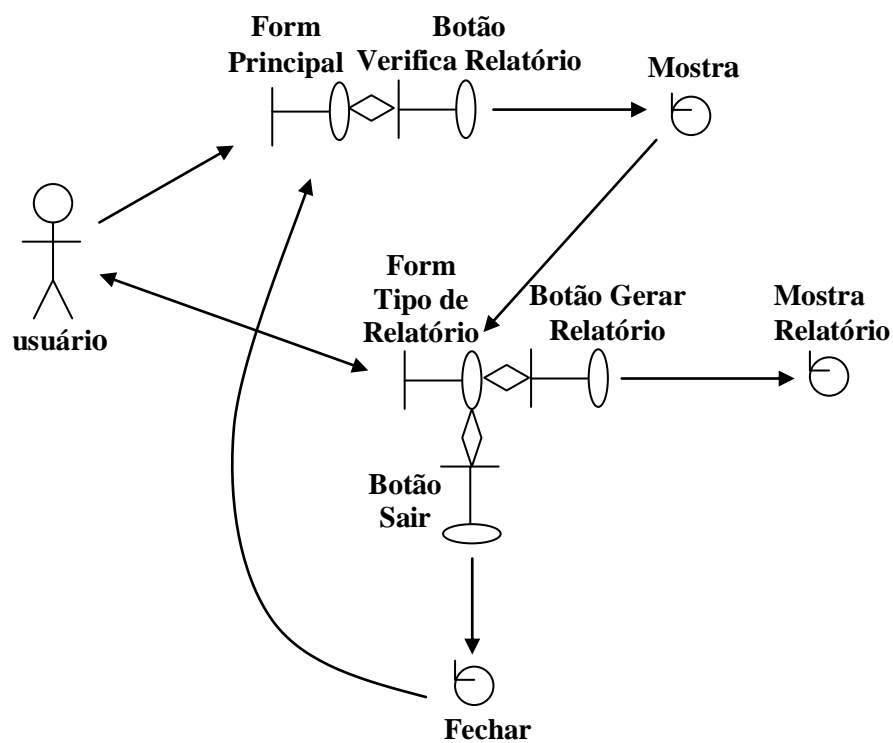 Form
Principal
Botão
Verifica Relatório
Mostra
usuário
Form
Tipo de
Relatório
Botão Gerar
Relatório
Mostra
Relatório
Botão
Sair
Fechar